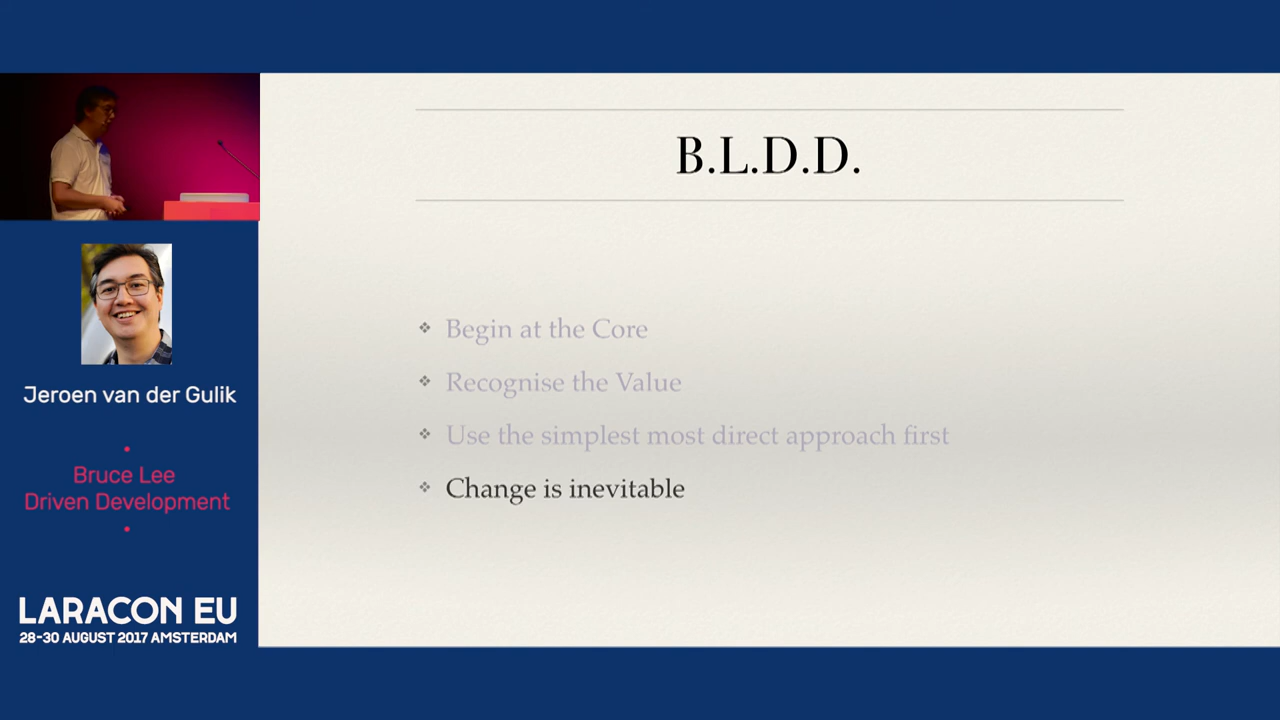 B.L.D.D.
Begin at the Core
Recognise the Value
Use the simplest most direct approach first
Change is inevitable
Jeroen van der Gulik
Bruce Lee
Driven Development
LARACON EU
28-30 AUGUST 2017 AMSTERDAM